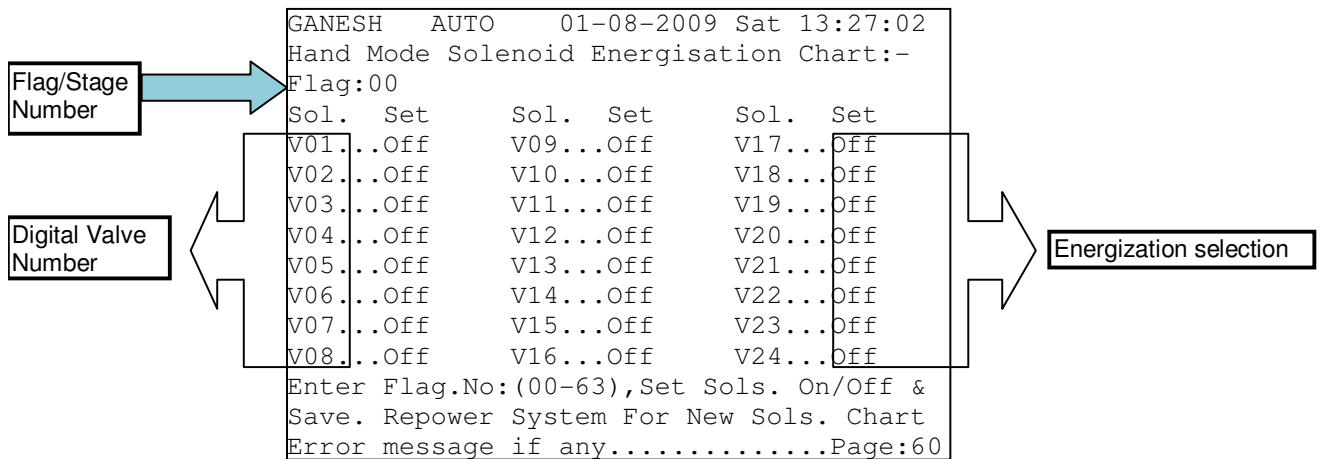 GANESH   AUTO    01-08-2009 Sat 13:27:02
Hand Mode Solenoid Energisation Chart:-
Flag/Stage
Number
Flag:00
Sol.  Set     Sol.  Set     Sol.  Set
V01...Off     V09...Off     V17...Off
V02...Off     V10...Off     V18...Off
V03...Off     V11...Off     V19...Off
Digital Valve
Number
V04...Off     V12...Off     V20...Off
Energization selection
V05...Off     V13...Off     V21...Off
V06...Off     V14...Off     V22...Off
V07...Off     V15...Off     V23...Off
V08...Off     V16...Off     V24...Off
Enter Flag.No:(00-63),Set Sols. On/Off &
Save. Repower System For New Sols. Chart
Error message if any..............Page:60